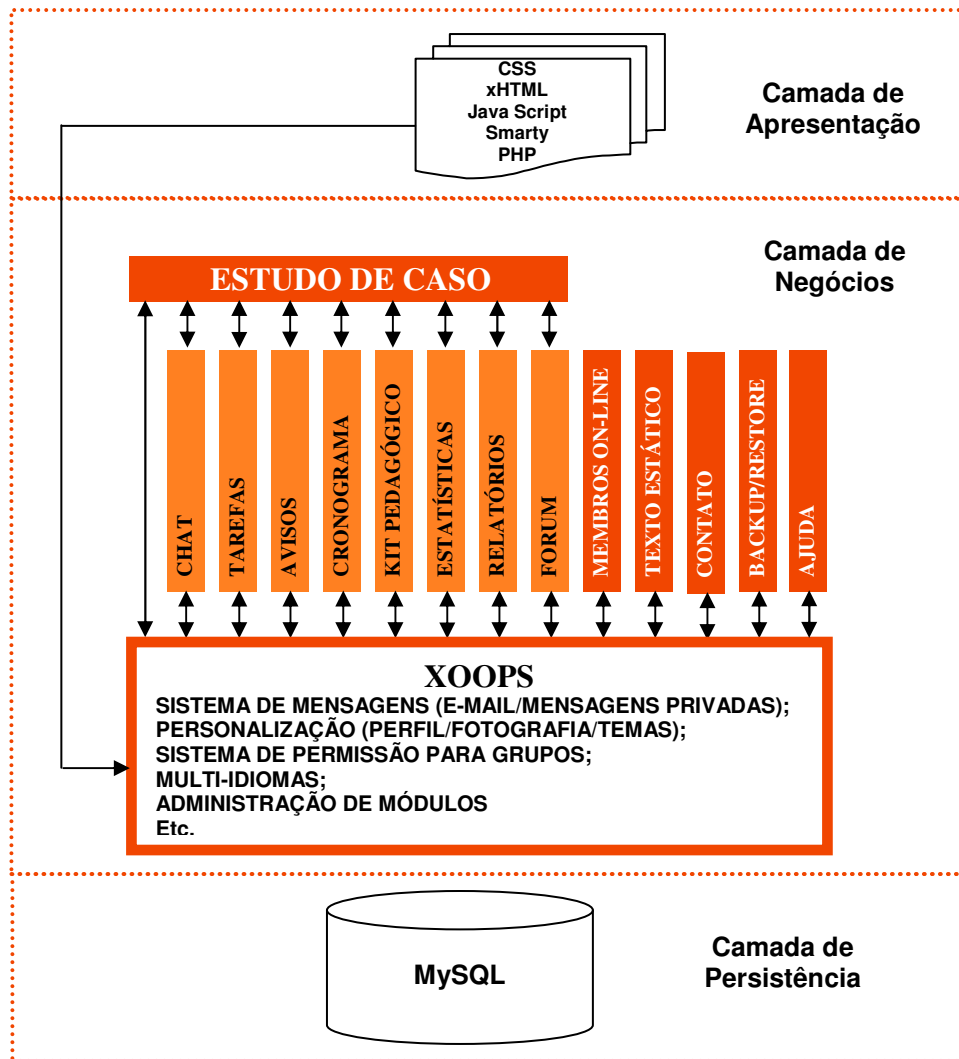 CSS
xHTML
Java Script
Smarty
PHP
Camada de
Apresentação
Camada de
Negócios
ESTUDO DE CASO
CHAT
TAREFAS
AVISOS
CRONOGRAMA
KIT PEDAGÓGICO
ESTATÍSTICAS
RELATÓRIOS
FORUM
MEMBROS ON-LINE
TEXTO ESTÁTICO
CONTATO
BACKUP/RESTORE
AJUDA
XOOPS
SISTEMA DE MENSAGENS (E-MAIL/MENSAGENS PRIVADAS);
PERSONALIZAÇÃO (PERFIL/FOTOGRAFIA/TEMAS);
SISTEMA DE PERMISSÃO PARA GRUPOS;
MULTI-IDIOMAS;
ADMINISTRAÇÃO DE MÓDULOS
Etc.
MySQL
Camada de
Persistência